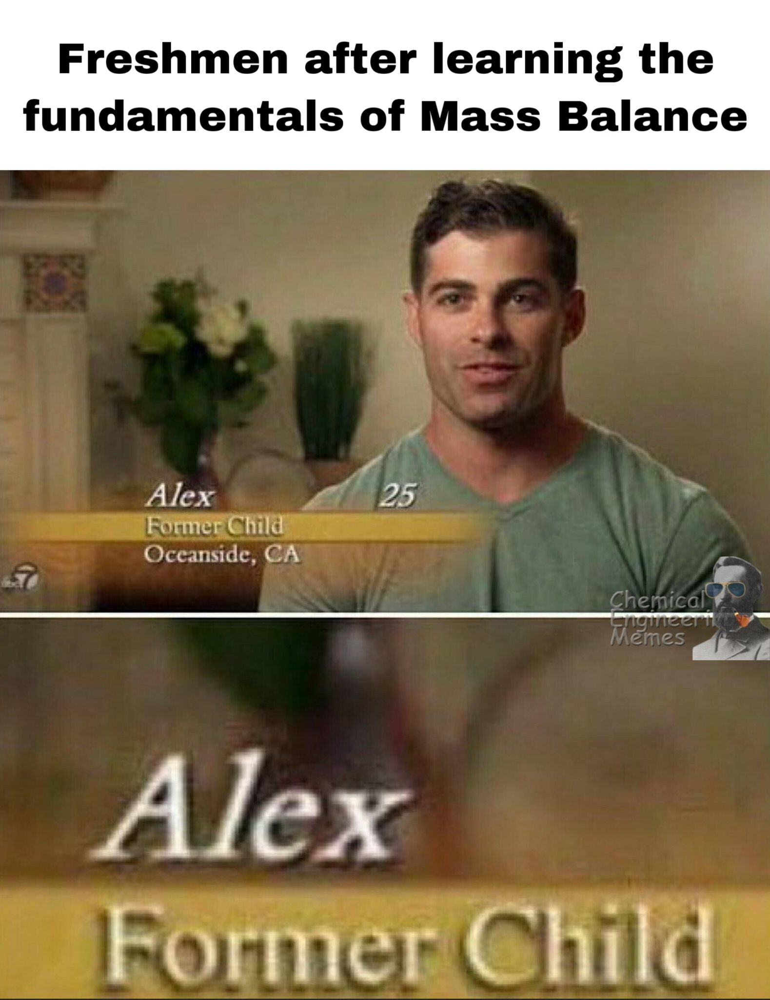 Freshmen after learning the
fundamentals of Mass Balance
Alex 25
Former Child
Oceanside, CA
abc7
Chemical
Engineeri
Memes
Alex
Former Child